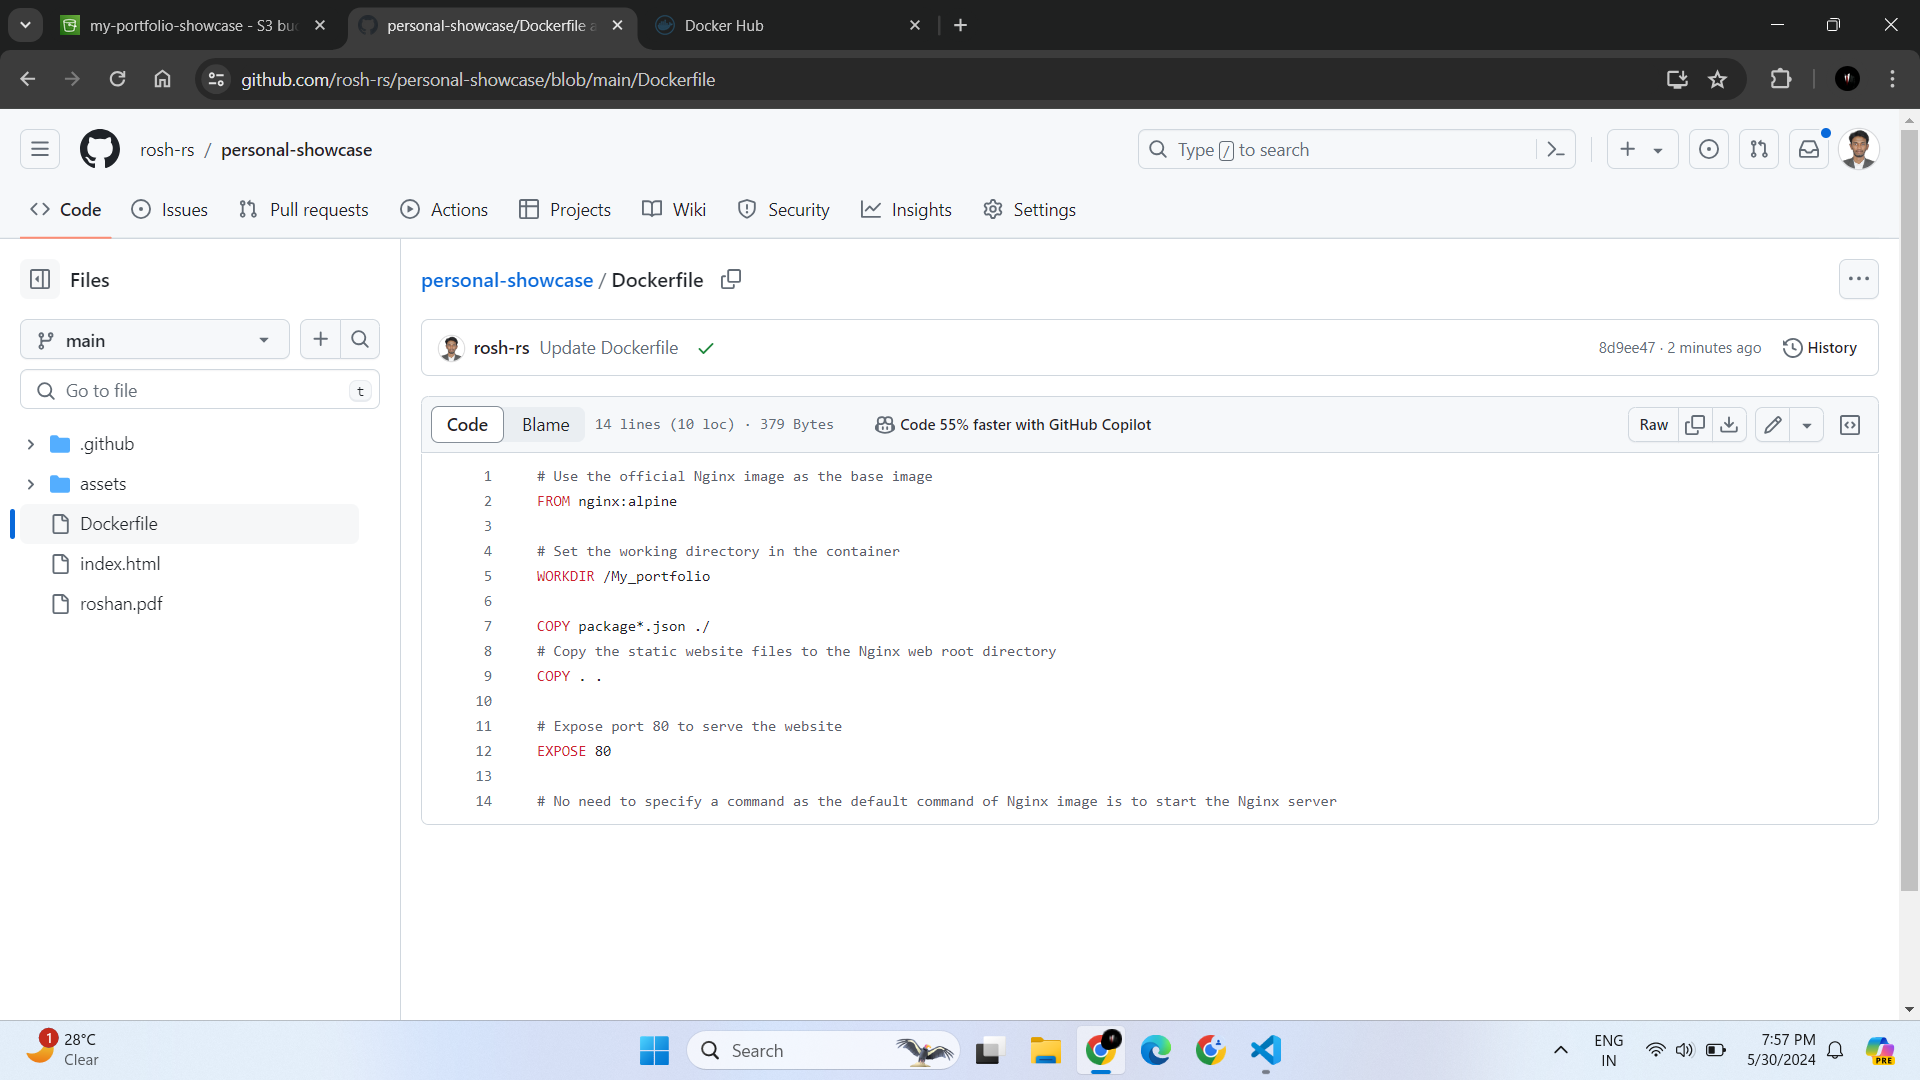 my-portfolio-showcase - S3 bu
personal-showcase/Dockerfile a
Docker Hub
github.com/rosh-rs/personal-showcase/blob/main/Dockerfile
rosh-rs / personal-showcase
Type / to search
Code
Issues
Pull requests
Actions
Projects
Wiki
Security
Insights
Settings
Files
personal-showcase / Dockerfile
main
rosh-rs Update Dockerfile
8d9ee47 · 2 minutes ago
History
Go to file
t
Code
Blame
14 lines (10 loc) · 379 Bytes
Code 55% faster with GitHub Copilot
Raw
.github
assets
Dockerfile
index.html
roshan.pdf
1 # Use the official Nginx image as the base image
2 FROM nginx:alpine
3
4 # Set the working directory in the container
5 WORKDIR /My_portfolio
6
7 COPY package*.json ./
8 # Copy the static website files to the Nginx web root directory
9 COPY . .
10
11 # Expose port 80 to serve the website
12 EXPOSE 80
13
14 # No need to specify a command as the default command of Nginx image is to start the Nginx server
1
28°C
Clear
Search
ENG
IN
7:57 PM
5/30/2024
PRE